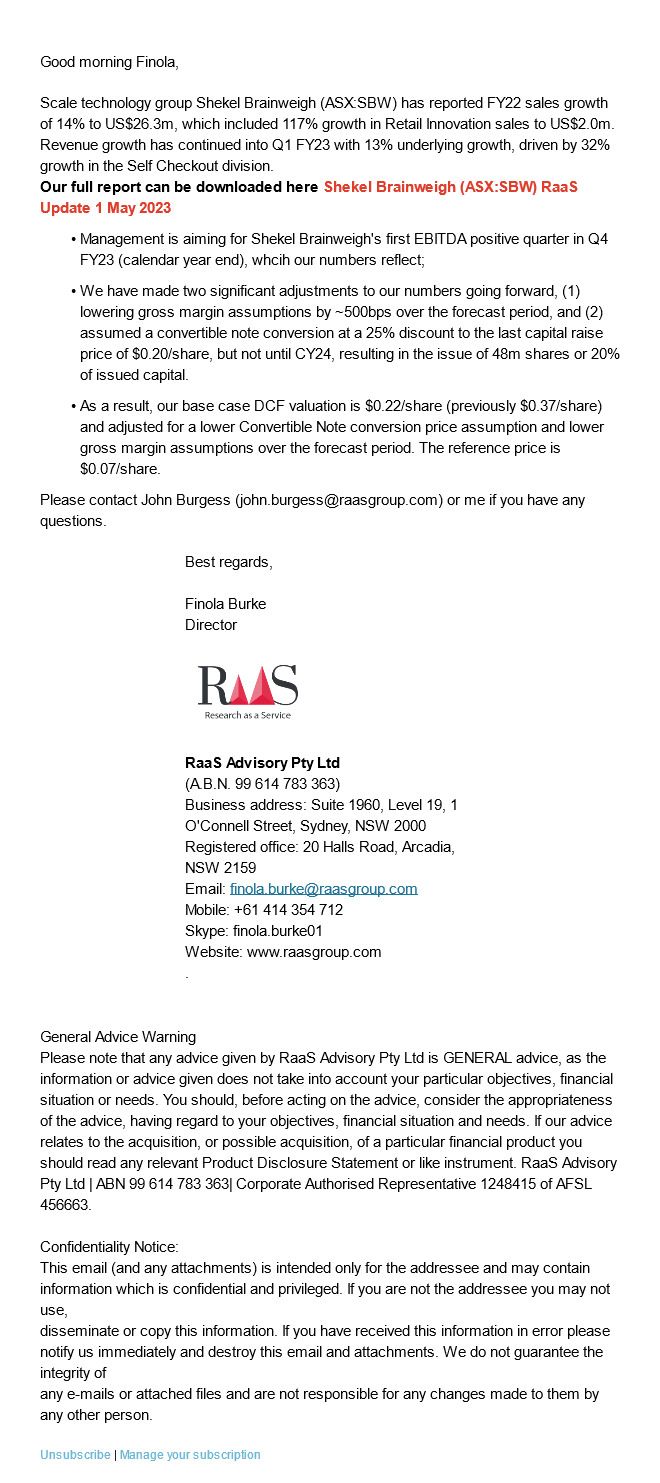 Good morning Finola,
Scale technology group Shekel Brainweigh (ASX:SBW) has reported FY22 sales growth
of 14% to US$26.3m, which included 117% growth in Retail Innovation sales to US$2.0m.
Revenue growth has continued into Q1 FY23 with 13% underlying growth, driven by 32%
growth in the Self Checkout division.
Our full report can be downloaded here Shekel Brainweigh (ASX:SBW) RaaS
Update 1 May 2023
• Management is aiming for Shekel Brainweigh's first EBITDA positive quarter in Q4
FY23 (calendar year end), whcih our numbers reflect;
• We have made two significant adjustments to our numbers going forward, (1)
lowering gross margin assumptions by ~500bps over the forecast period, and (2)
assumed a convertible note conversion at a 25% discount to the last capital raise
price of $0.20/share, but not until CY24, resulting in the issue of 48m shares or 20%
of issued capital.
• As a result, our base case DCF valuation is $0.22/share (previously $0.37/share)
and adjusted for a lower Convertible Note conversion price assumption and lower
gross margin assumptions over the forecast period. The reference price is
$0.07/share.
Please contact John Burgess (john.burgess@raasgroup.com) or me if you have any
questions.
Best regards,
Finola Burke
Director
RAAS
Research as a Service
RaaS Advisory Pty Ltd
(A.B.N. 99 614 783 363)
Business address: Suite 1960, Level 19, 1
O'Connell Street, Sydney, NSW 2000
Registered office: 20 Halls Road, Arcadia,
NSW 2159
Email: finola.burke@raasgroup.com
Mobile: +61 414 354 712
Skype: finola.burke01
Website: www.raasgroup.com
.
General Advice Warning
Please note that any advice given by RaaS Advisory Pty Ltd is GENERAL advice, as the
information or advice given does not take into account your particular objectives, financial
situation or needs. You should, before acting on the advice, consider the appropriateness
of the advice, having regard to your objectives, financial situation and needs. If our advice
relates to the acquisition, or possible acquisition, of a particular financial product you
should read any relevant Product Disclosure Statement or like instrument. RaaS Advisory
Pty Ltd | ABN 99 614 783 363| Corporate Authorised Representative 1248415 of AFSL
456663.
Confidentiality Notice:
This email (and any attachments) is intended only for the addressee and may contain
information which is confidential and privileged. If you are not the addressee you may not
use,
disseminate or copy this information. If you have received this information in error please
notify us immediately and destroy this email and attachments. We do not guarantee the
integrity of
any e-mails or attached files and are not responsible for any changes made to them by
any other person.
Unsubscribe | Manage your subscription